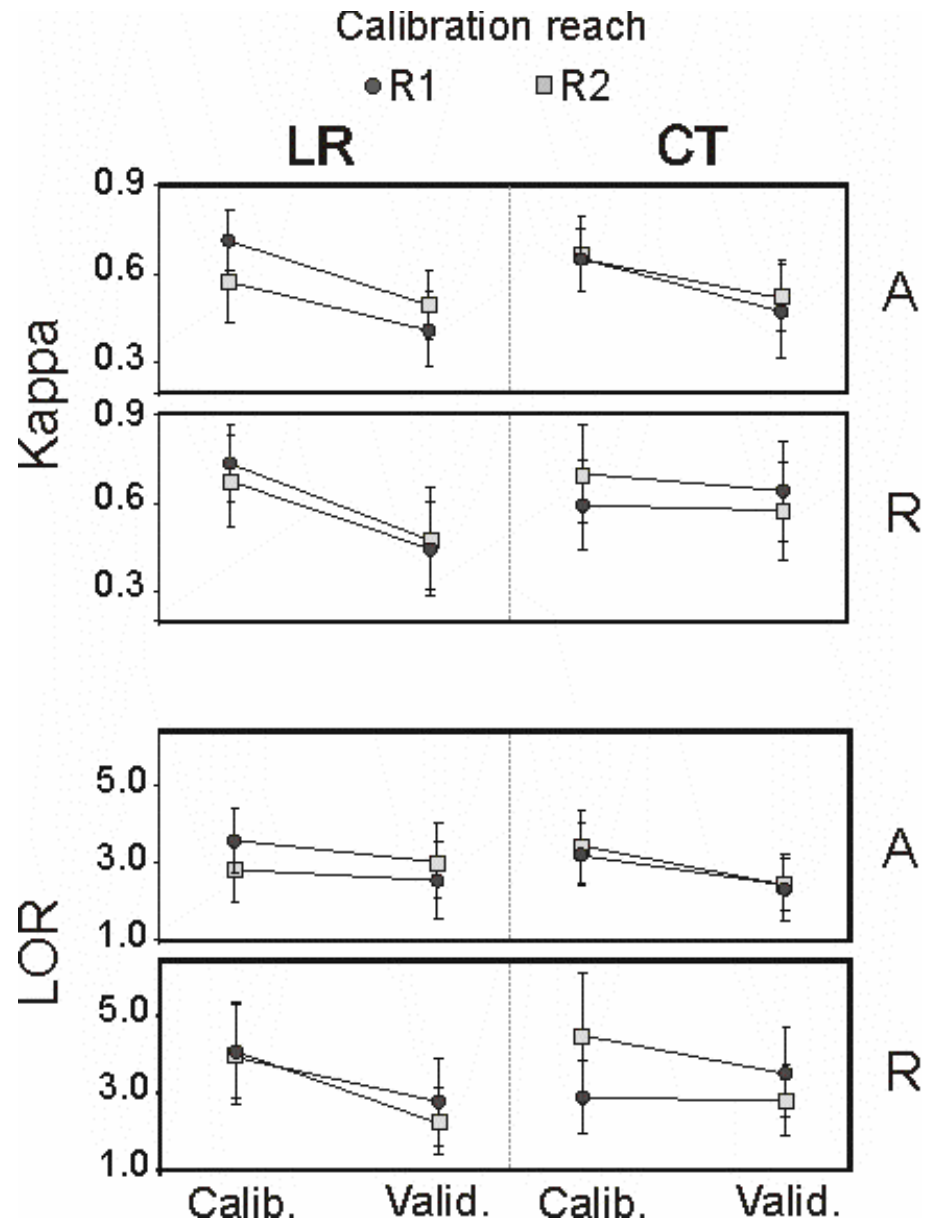 Calibration reach
R1 R2
LR CT
Kappa
0.9
0.6
0.3
A
0.9
0.6
0.3
R
LOR
5.0
3.0
1.0
A
5.0
3.0
1.0
R
Calib. Valid. Calib. Valid.